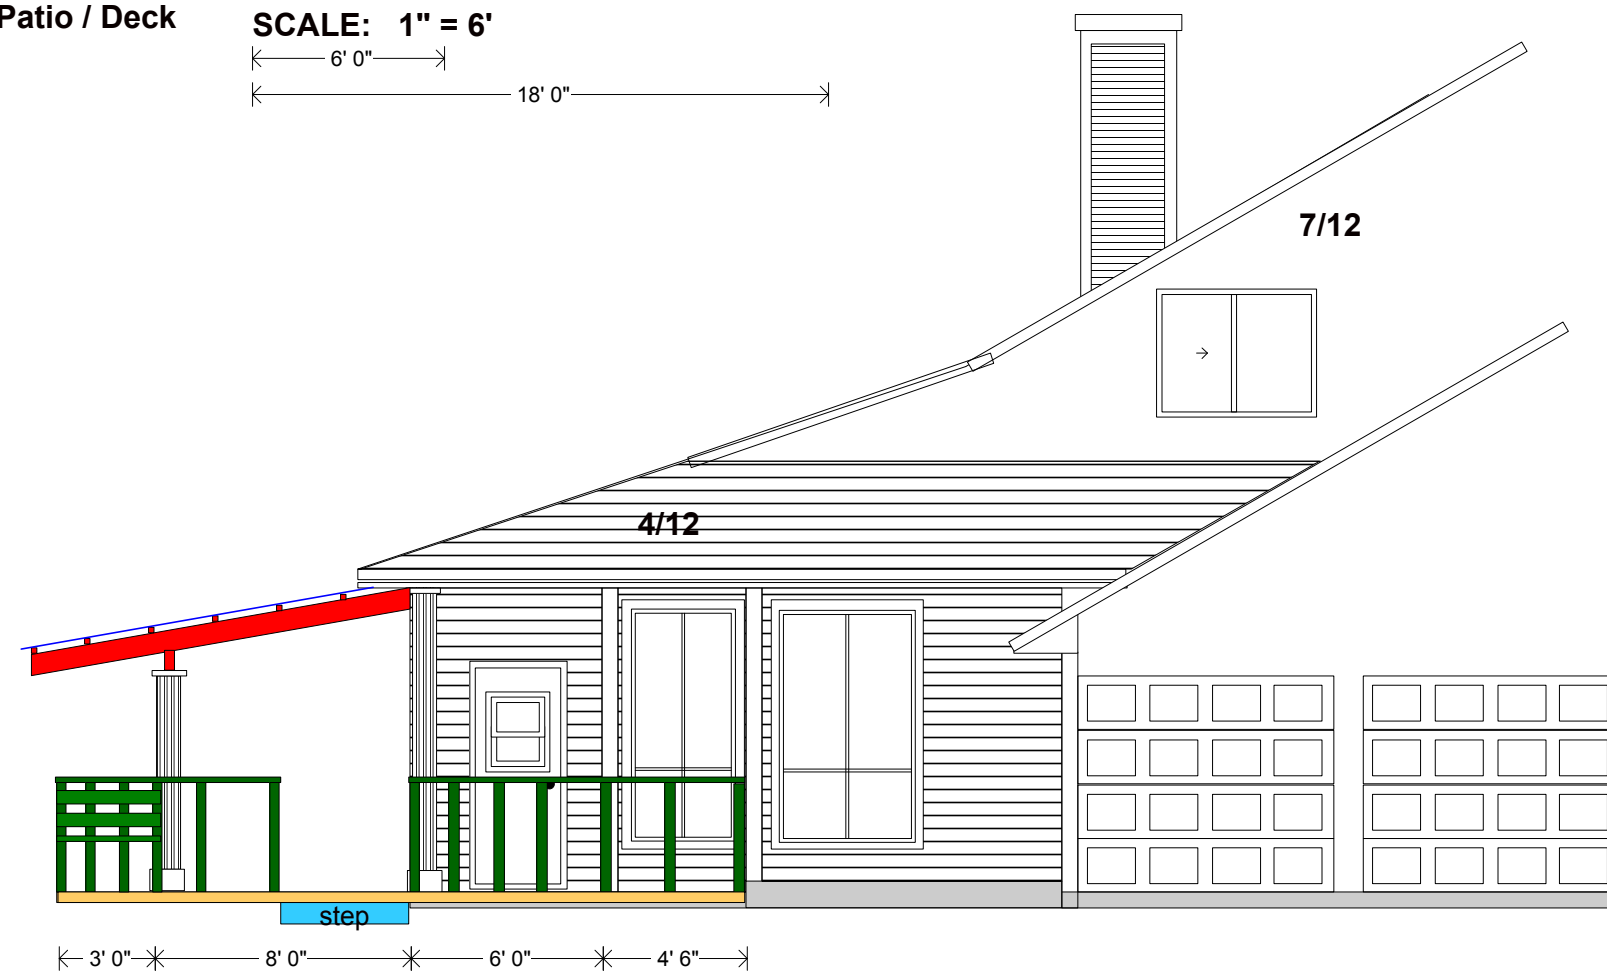 Patio / Deck
SCALE: 1" = 6'
6' 0"
18' 0"
7/12
4/12
step
3' 0"
8' 0"
6' 0"
4' 6"